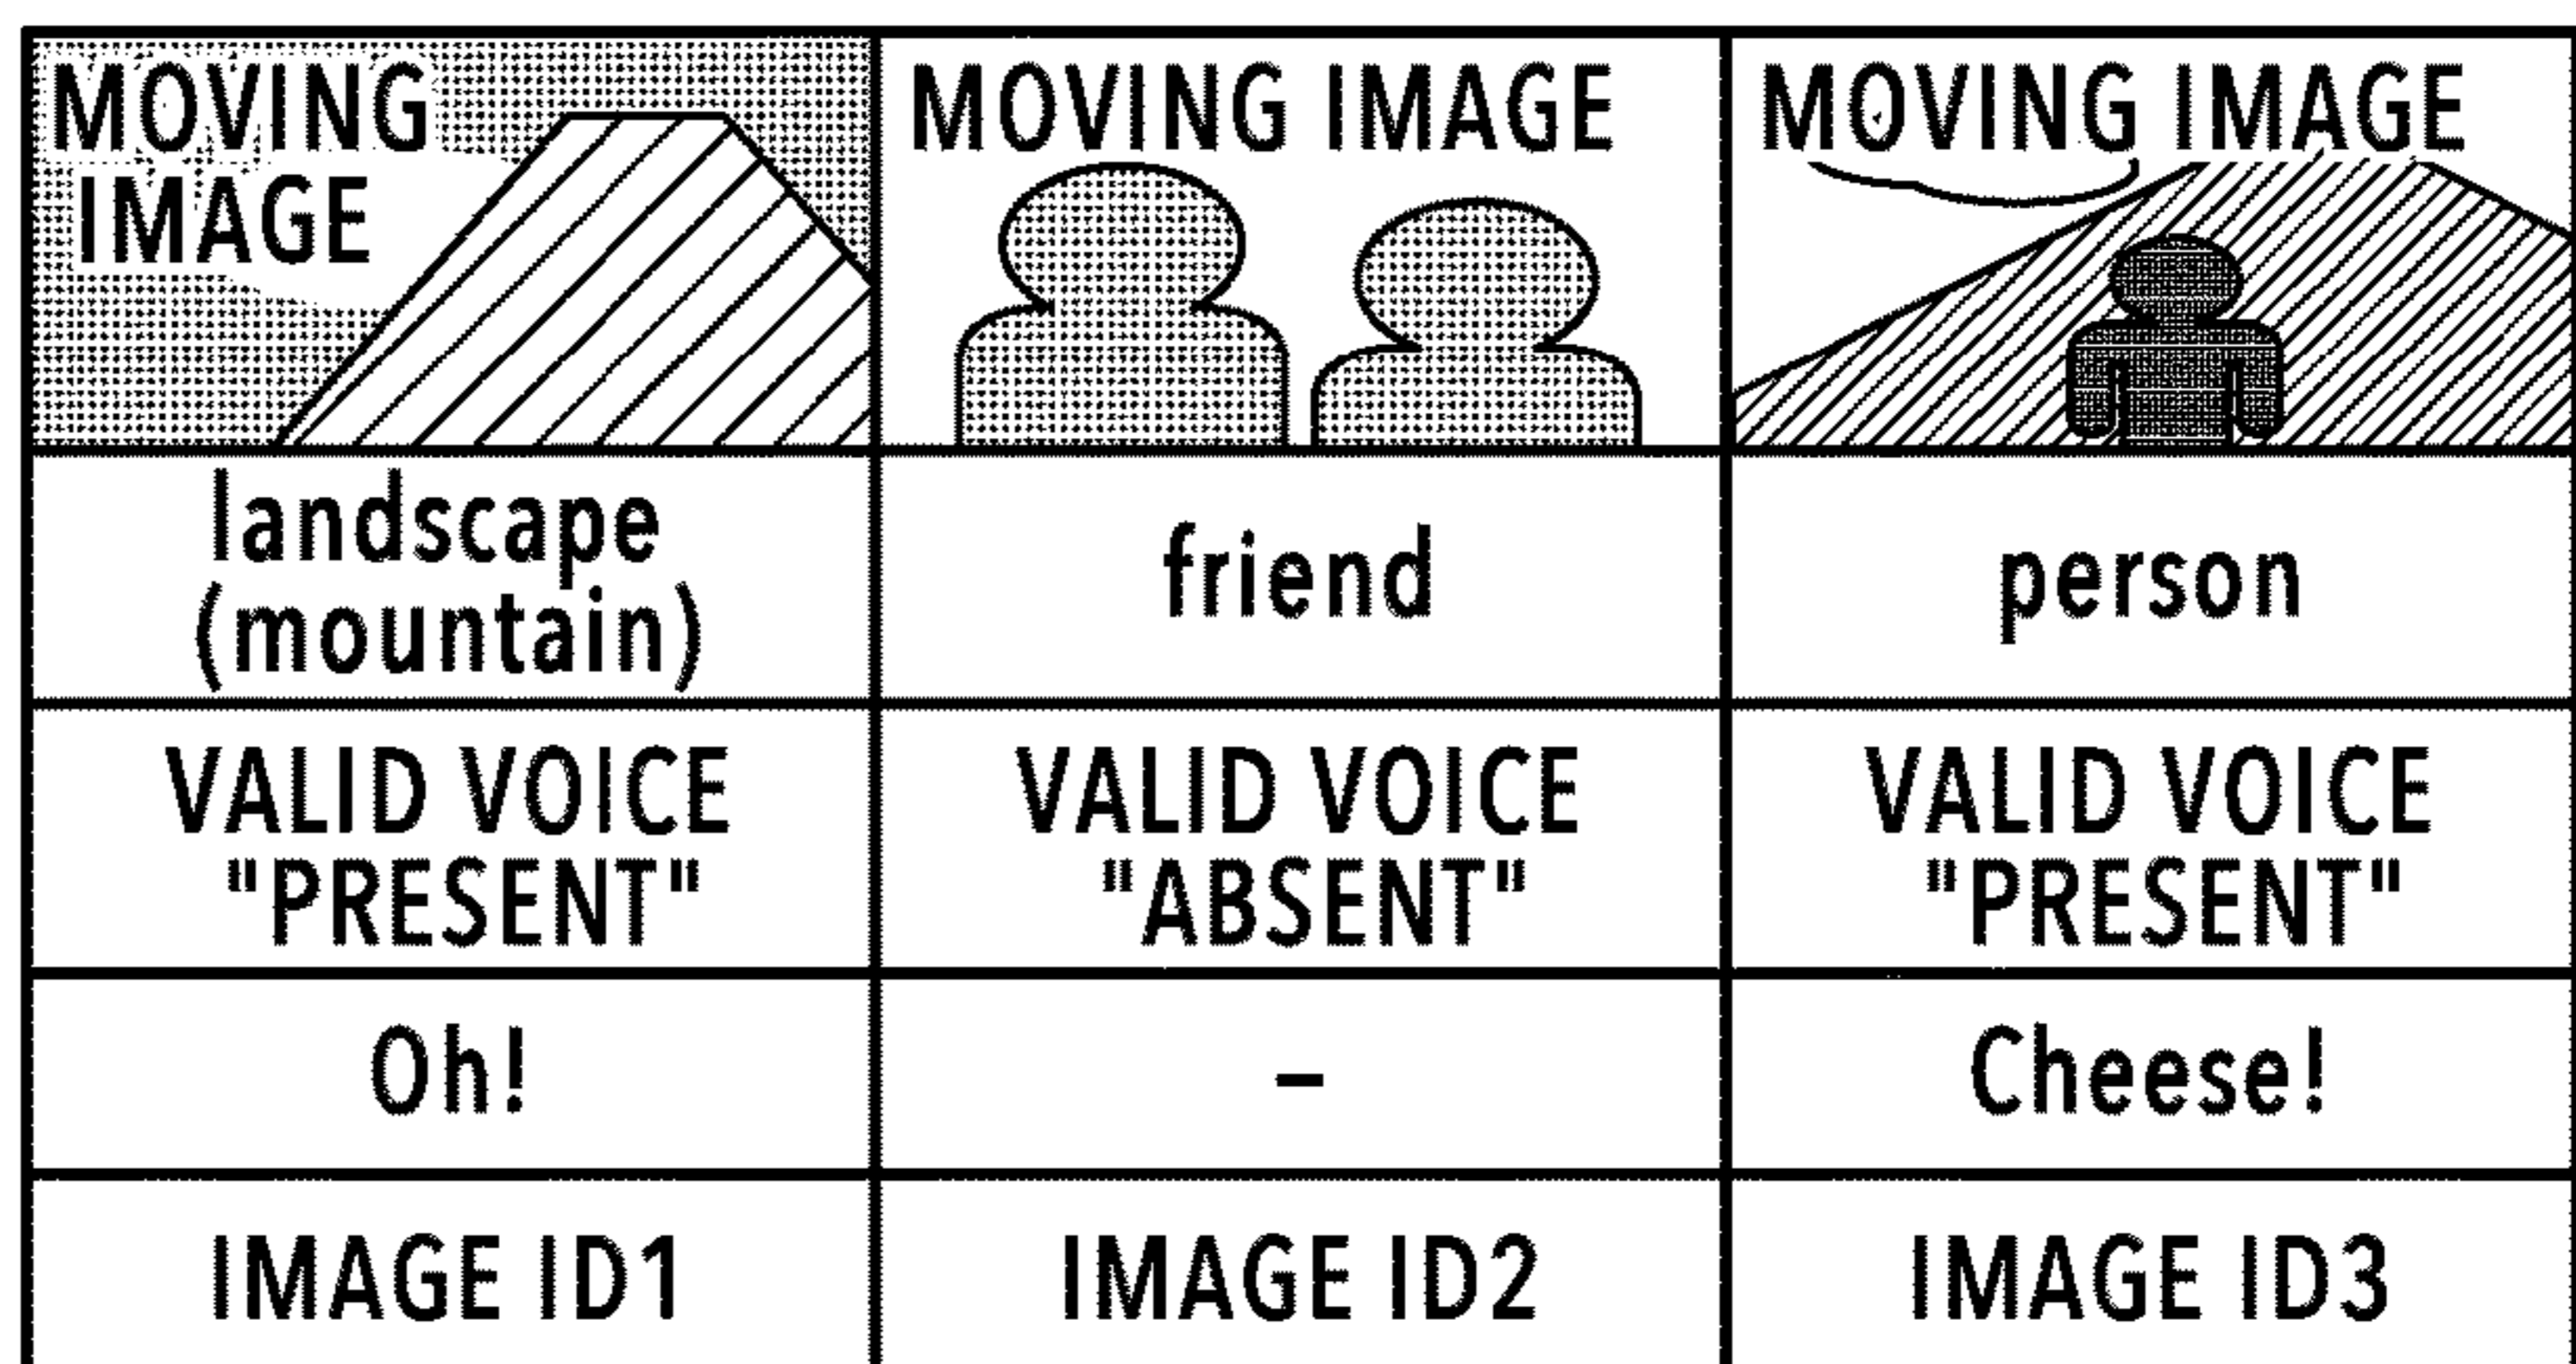 MOVING
IMAGE
MOVING IMAGE
MOVING IMAGE
landscape
(mountain)
friend
person
VALID VOICE
"PRESENT"
VALID VOICE
"ABSENT"
VALID VOICE
"PRESENT"
Oh!
–
Cheese!
IMAGE ID1
IMAGE ID2
IMAGE ID3